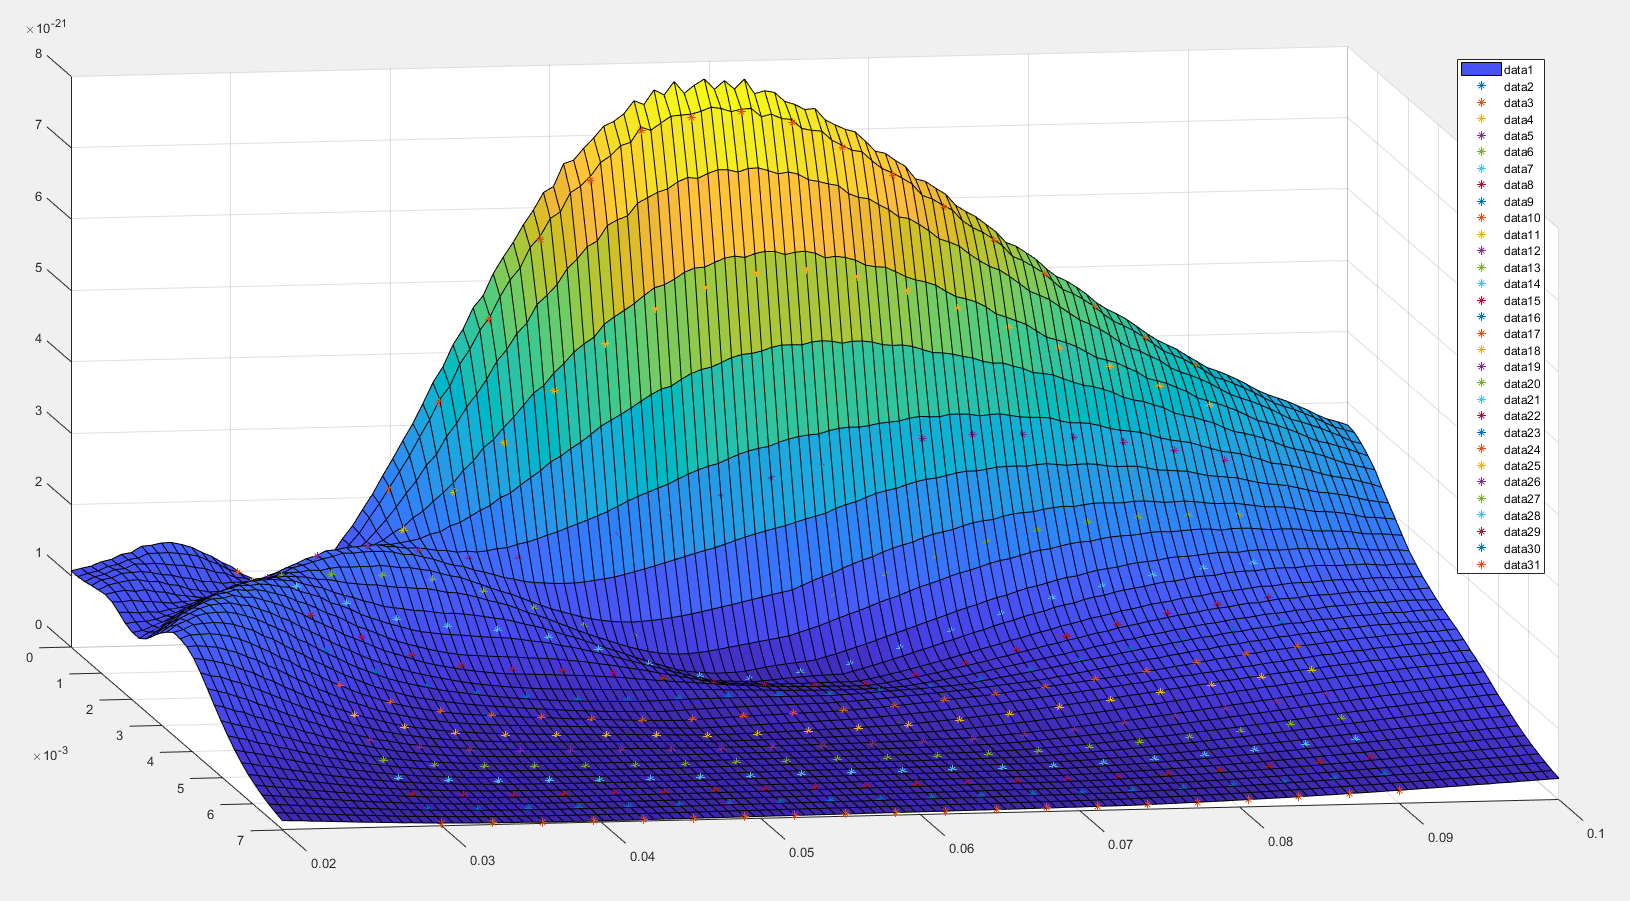 ×10-21
8
7
6
5
4
3
2
1
0
0
1
2
3
×10-3
4
5
6
7
0.02
0.03
0.04
0.05
0.06
0.07
0.08
0.09
0.1
data1
data2
data3
data4
data5
data6
data7
data8
data9
data10
data11
data12
data13
data14
data15
data16
data17
data18
data19
data20
data21
data22
data23
data24
data25
data26
data27
data28
data29
data30
data31